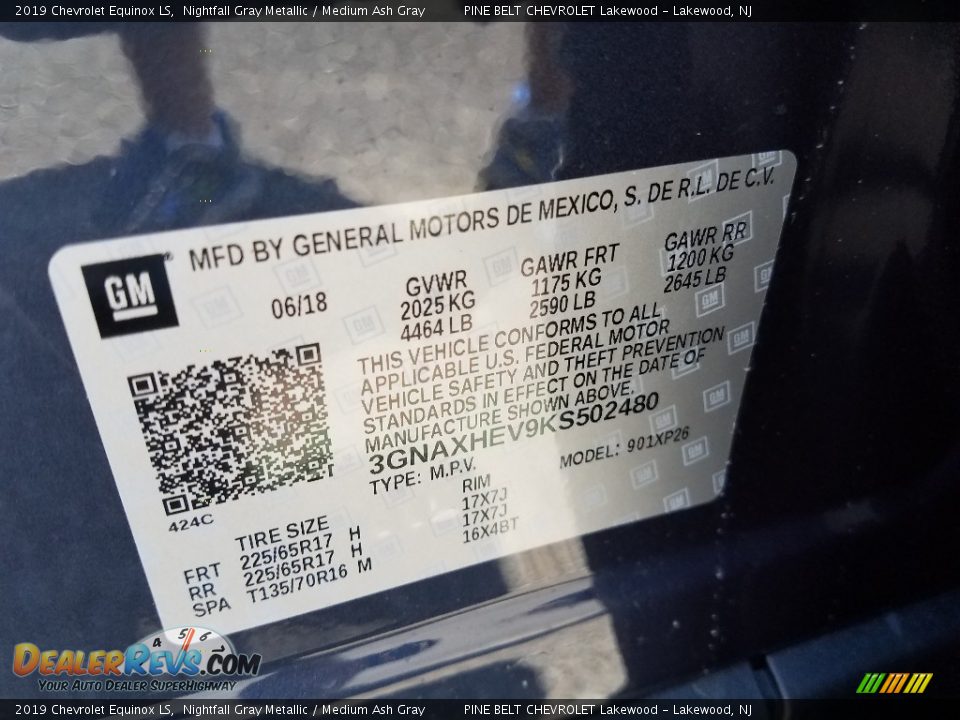 2019 Chevrolet Equinox LS, Nightfall Gray Metallic / Medium Ash Gray PINE BELT CHEVROLET Lakewood - Lakewood, NJ
MFD BY GENERAL MOTORS DE MEXICO, S. DE R.L. DE C.V.
GM®
06/18
GVWR
2025 KG
4464 LB
GAWR FRT
1175 KG
2590 LB
GAWR RR
1200 KG
2645 LB
THIS VEHICLE CONFORMS TO ALL
APPLICABLE U.S. FEDERAL MOTOR
VEHICLE SAFETY AND THEFT PREVENTION
STANDARDS IN EFFECT ON THE DATE OF
MANUFACTURE SHOWN ABOVE.
3GNAXHEV9KS502480
TYPE: M.P.V. MODEL: 901XP26
424C
TIRE SIZE RIM
FRT 225/65R17 H 17X7J
RR 225/65R17 H 17X7J
SPA T135/70R16 M 16X4BT
4 5 6
DEALERREVS.COM
YOUR AUTO DEALER SUPERHIGHWAY
2019 Chevrolet Equinox LS, Nightfall Gray Metallic / Medium Ash Gray PINE BELT CHEVROLET Lakewood - Lakewood, NJ